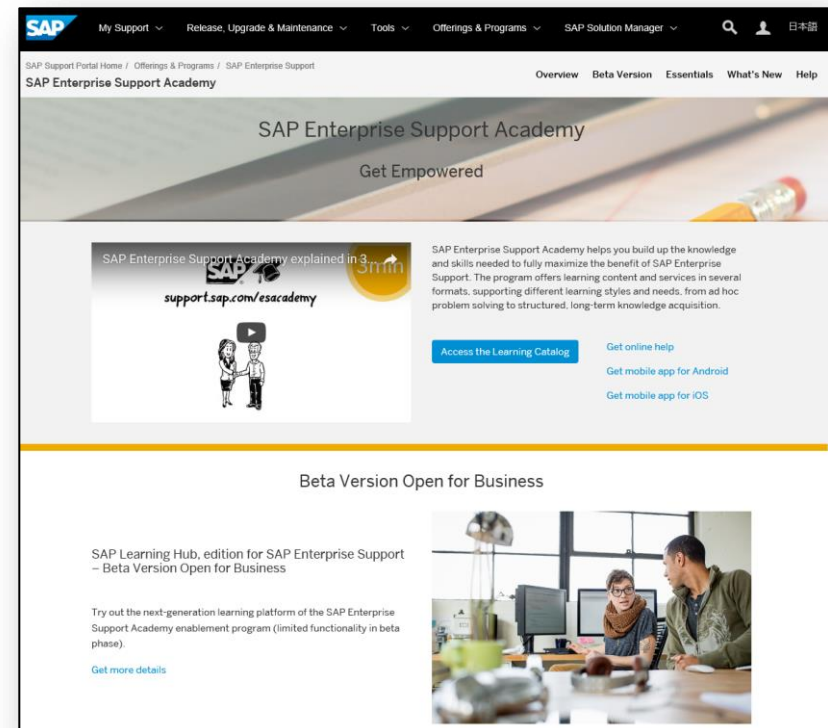 SAP My Support Release, Upgrade & Maintenance Tools Offerings & Programs SAP Solution Manager 日本語
SAP Support Portal Home / Offerings & Programs / SAP Enterprise Support
SAP Enterprise Support Academy
Overview Beta Version Essentials What's New Help
SAP Enterprise Support Academy
Get Empowered
SAP Enterprise Support Academy explained in 3...
SAP 3min
support.sap.com/esacademy
SAP Enterprise Support Academy helps you build up the knowledge
and skills needed to fully maximize the benefit of SAP Enterprise
Support. The program offers learning content and services in several
formats, supporting different learning styles and needs, from ad hoc
problem solving to structured, long-term knowledge acquisition.
Access the Learning Catalog
Get online help
Get mobile app for Android
Get mobile app for iOS
Beta Version Open for Business
SAP Learning Hub, edition for SAP Enterprise Support
– Beta Version Open for Business
Try out the next-generation learning platform of the SAP Enterprise
Support Academy enablement program (limited functionality in beta
phase).
Get more details